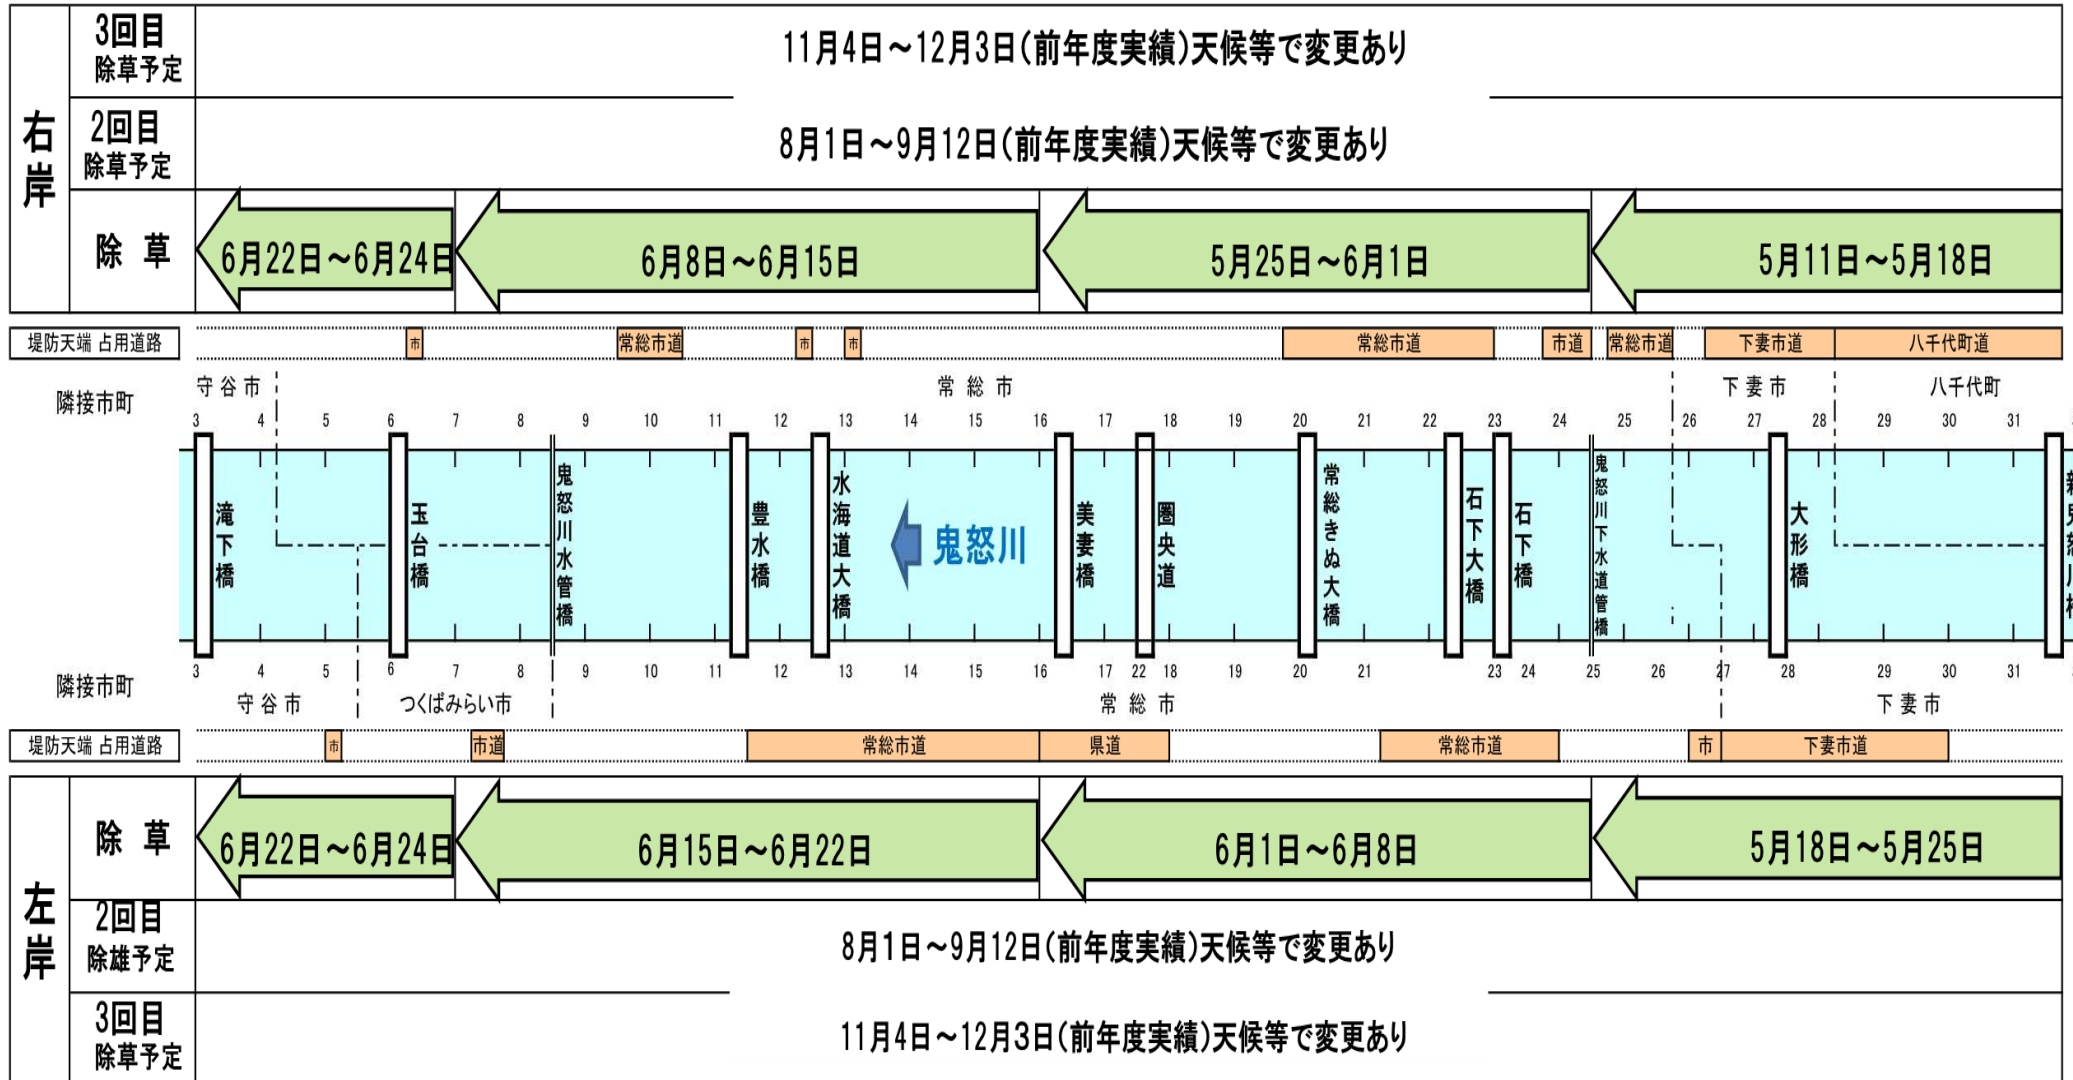 右岸
3回目
除草予定
11月4日～12月3日(前年度実績)天候等で変更あり
2回目
除草予定
8月1日～9月12日(前年度実績)天候等で変更あり
除 草
6月22日～6月24日
6月8日～6月15日
5月25日～6月1日
5月11日～5月18日
堤防天端 占用道路
市
常総市道
市
市
常総市道
市道
常総市道
下妻市道
八千代町道
隣接市町
守谷市
常総市
下妻市
八千代町
3 4 5 6 7 8 9 10 11 12 13 14 15 16 17 18 19 20 21 22 23 24 25 26 27 28 29 30 31
滝下橋
玉台橋
鬼怒川水管橋
豊水橋
水海道大橋
鬼怒川
美妻橋
圏央道
常総きぬ大橋
石下大橋
石下橋
鬼怒川下水道管橋
大形橋
新鬼怒川橋
3 4 5 6 7 8 9 10 11 12 13 14 15 16 17 22 18 19 20 21 23 24 25 26 27 28 29 30 31
隣接市町
守谷市
つくばみらい市
常総市
下妻市
堤防天端 占用道路
市
市道
常総市道
県道
常総市道
市
下妻市道
左岸
除 草
6月22日～6月24日
6月15日～6月22日
6月1日～6月8日
5月18日～5月25日
2回目
除雄予定
8月1日～9月12日(前年度実績)天候等で変更あり
3回目
除草予定
11月4日～12月3日(前年度実績)天候等で変更あり